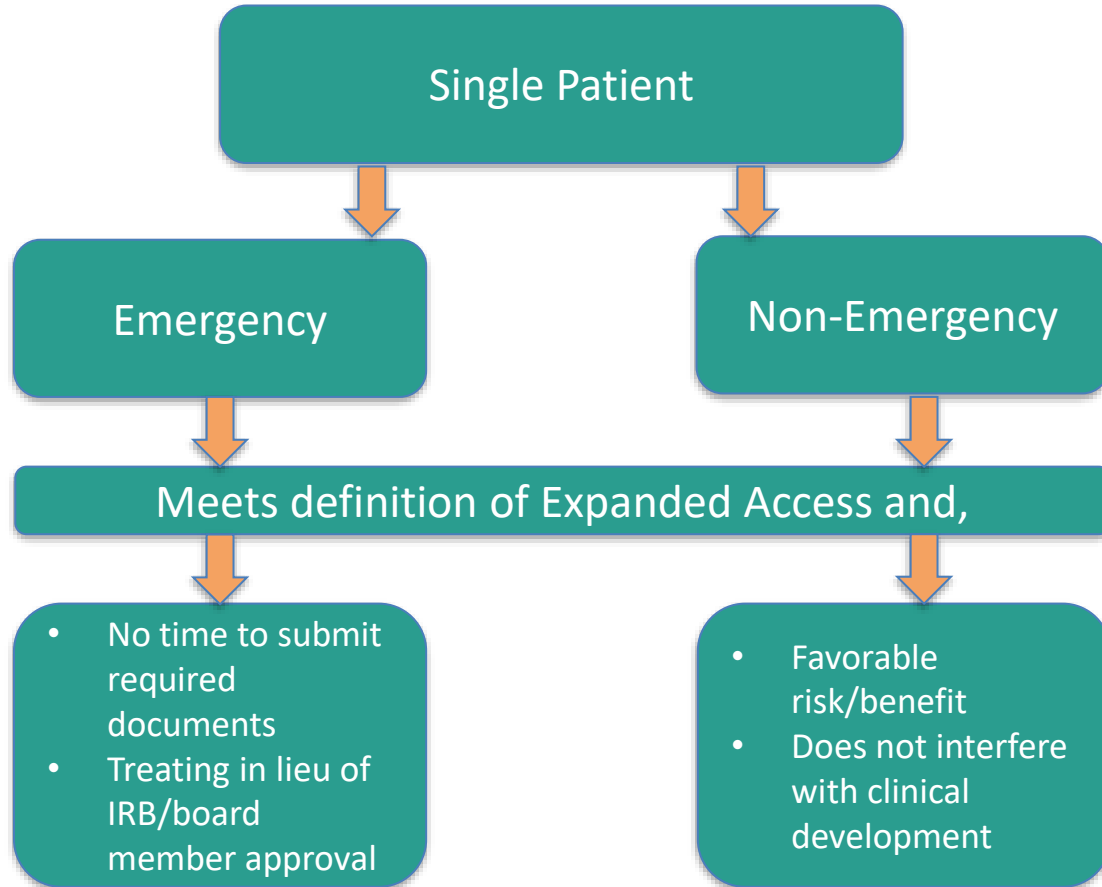 Single Patient
Emergency
Non-Emergency
Meets definition of Expanded Access and,
• No time to submit
required
documents
• Treating in lieu of
IRB/board
member approval
• Favorable
risk/benefit
• Does not interfere
with clinical
development